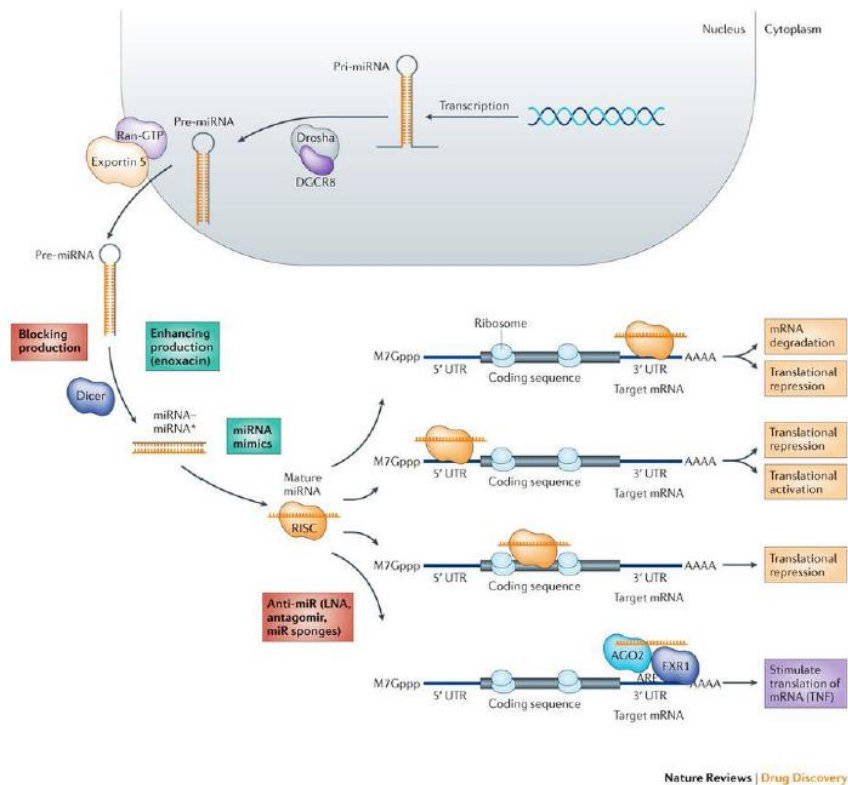 Nucleus
Cytoplasm
Pri-miRNA
Transcription
Pre-miRNA
Ran-GTP
Exportin 5
Drosha
DGCR8
Pre-miRNA
Blocking
production
Enhancing
production
(enoxacin)
Dicer
miRNA–
miRNA*
miRNA
mimics
Mature
miRNA
RISC
Anti-miR (LNA,
antagomir,
miR sponges)
Ribosome
M7Gppp
AAAA
5′ UTR
Coding sequence
3′ UTR
Target mRNA
mRNA
degradation
Translational
repression
M7Gppp
AAAA
5′ UTR
Coding sequence
3′ UTR
Target mRNA
Translational
repression
Translational
activation
M7Gppp
AAAA
5′ UTR
Coding sequence
3′ UTR
Target mRNA
Translational
repression
AGO2
FXR1
ARE
M7Gppp
AAAA
5′ UTR
Coding sequence
3′ UTR
Target mRNA
Stimulate
translation of
mRNA (TNF)
Nature Reviews | Drug Discovery